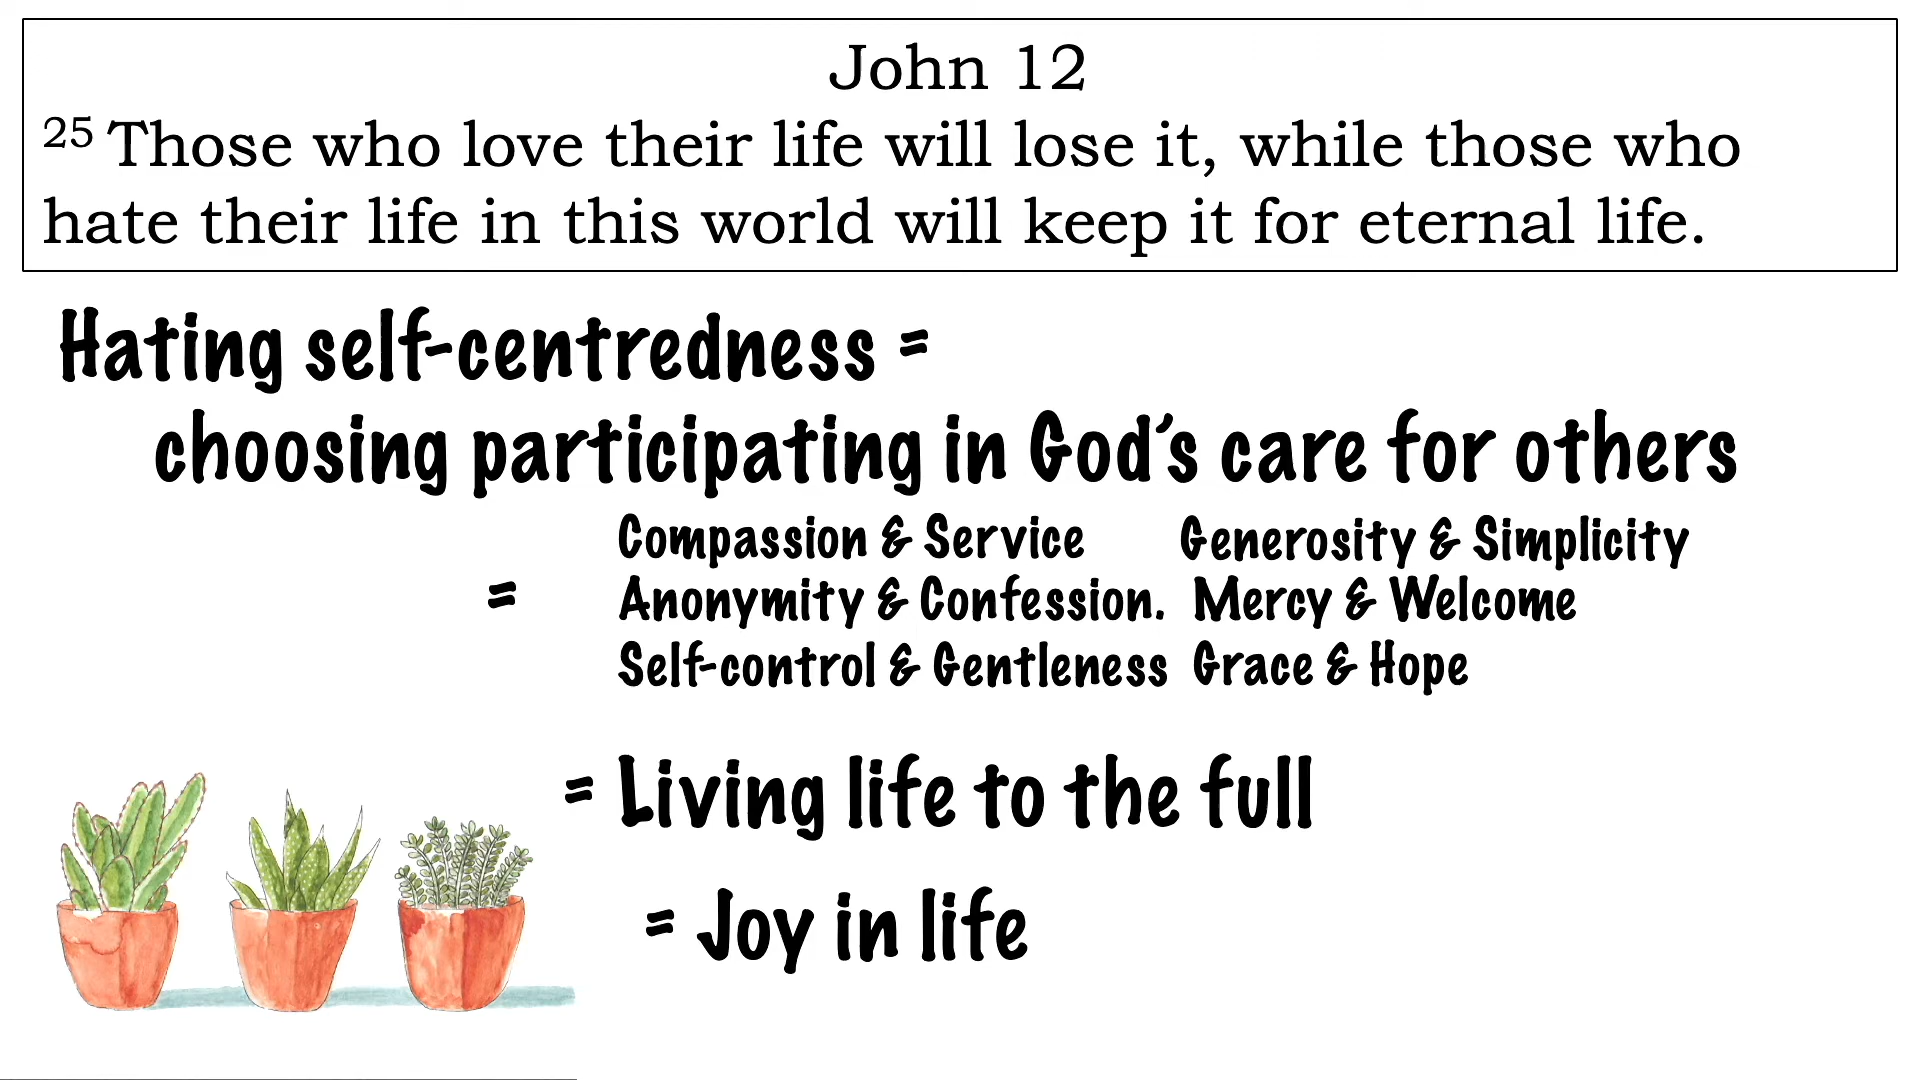 John 12
25 Those who love their life will lose it, while those who
hate their life in this world will keep it for eternal life.
Hating self-centredness =
choosing participating in God's care for others
Compassion & Service Generosity & Simplicity
= Anonymity & Confession. Mercy & Welcome
Self-control & Gentleness Grace & Hope
= Living life to the full
= Joy in life